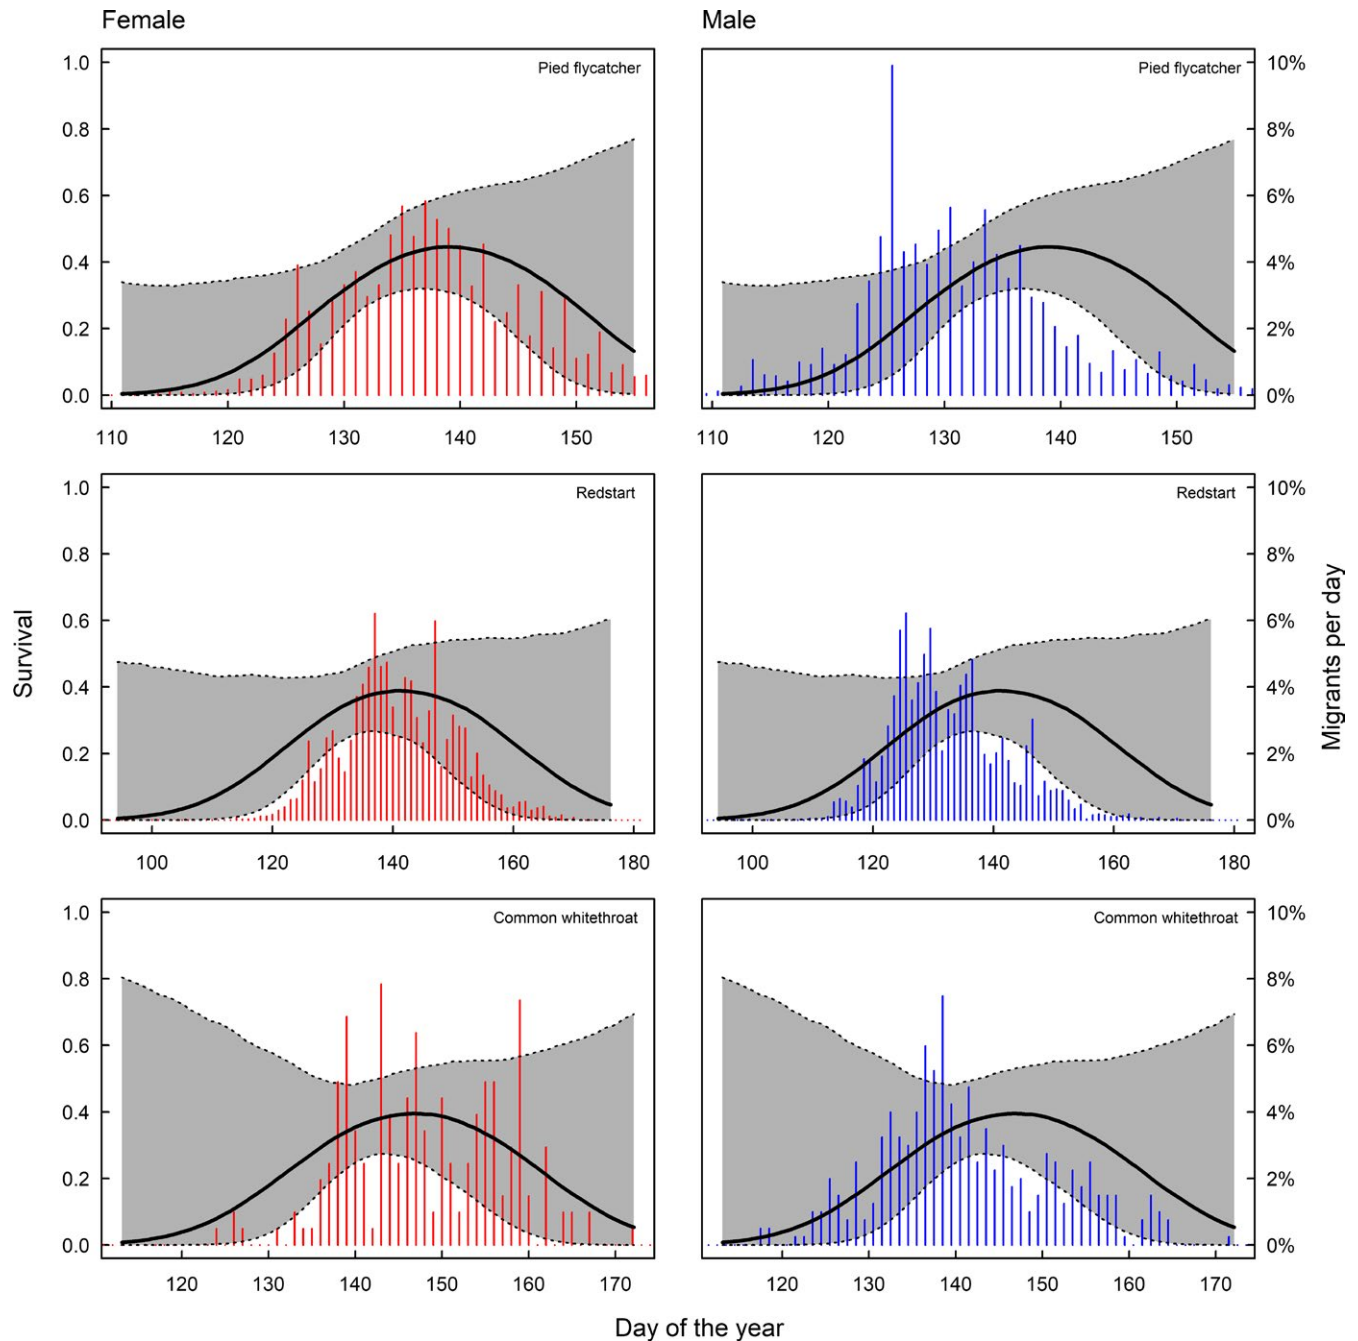 Female
Male
Pied flycatcher
Pied flycatcher
1.0
0.8
0.6
0.4
0.2
0.0
10%
8%
6%
4%
2%
0%
110 120 130 140 150
110 120 130 140 150
Redstart
Redstart
1.0
0.8
0.6
0.4
0.2
0.0
10%
8%
6%
4%
2%
0%
100 120 140 160 180
100 120 140 160 180
Survival
Migrants per day
Common whitethroat
Common whitethroat
1.0
0.8
0.6
0.4
0.2
0.0
10%
8%
6%
4%
2%
0%
120 130 140 150 160 170
120 130 140 150 160 170
Day of the year